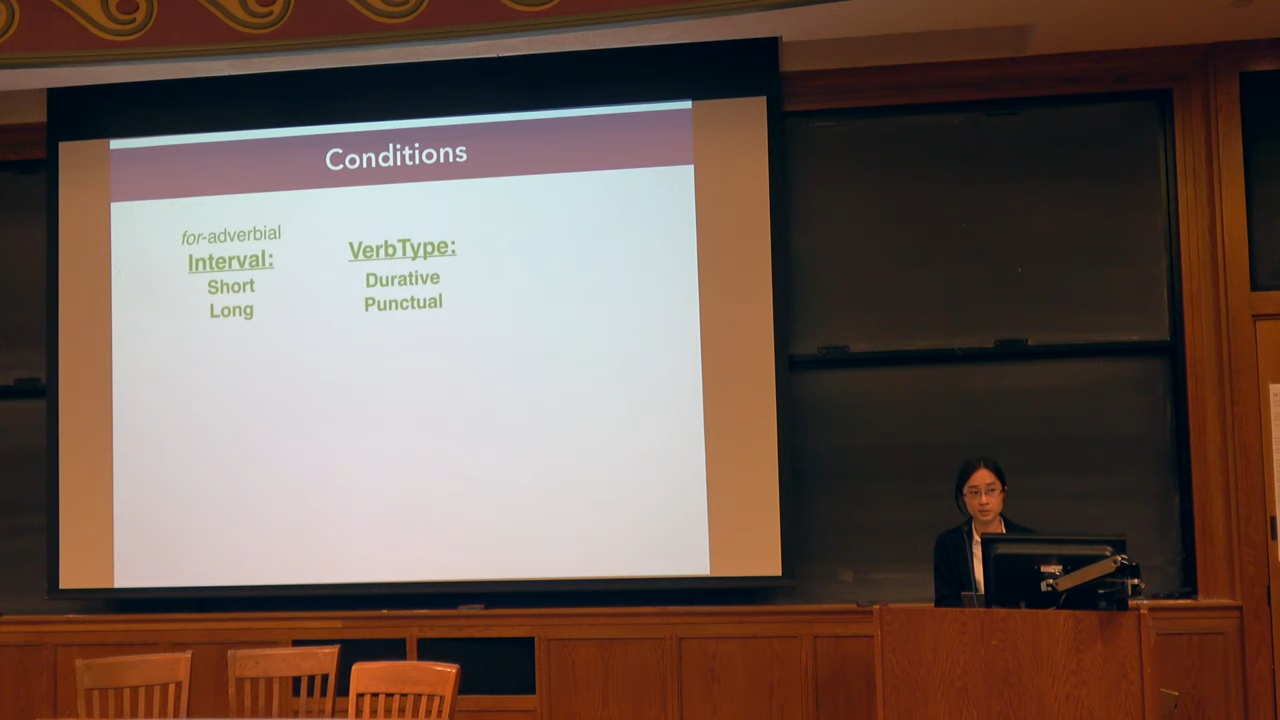 Conditions
for-adverbial
Interval:
Short
Long
VerbType:
Durative
Punctual